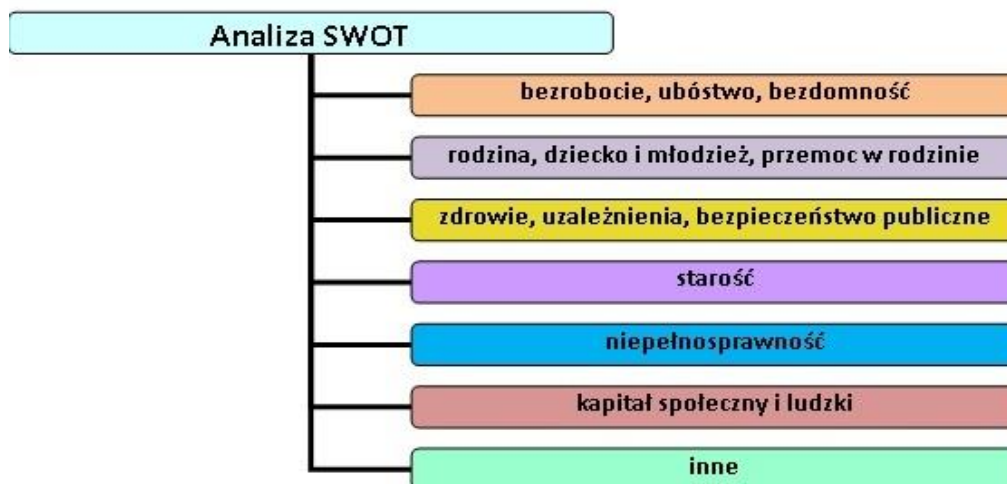 Analiza SWOT
bezrobocie, ubóstwo, bezdomność
rodzina, dziecko i młodzież, przemoc w rodzinie
zdrowie, uzależnienia, bezpieczeństwo publiczne
starość
niepełnosprawność
kapitał społeczny i ludzki
inne